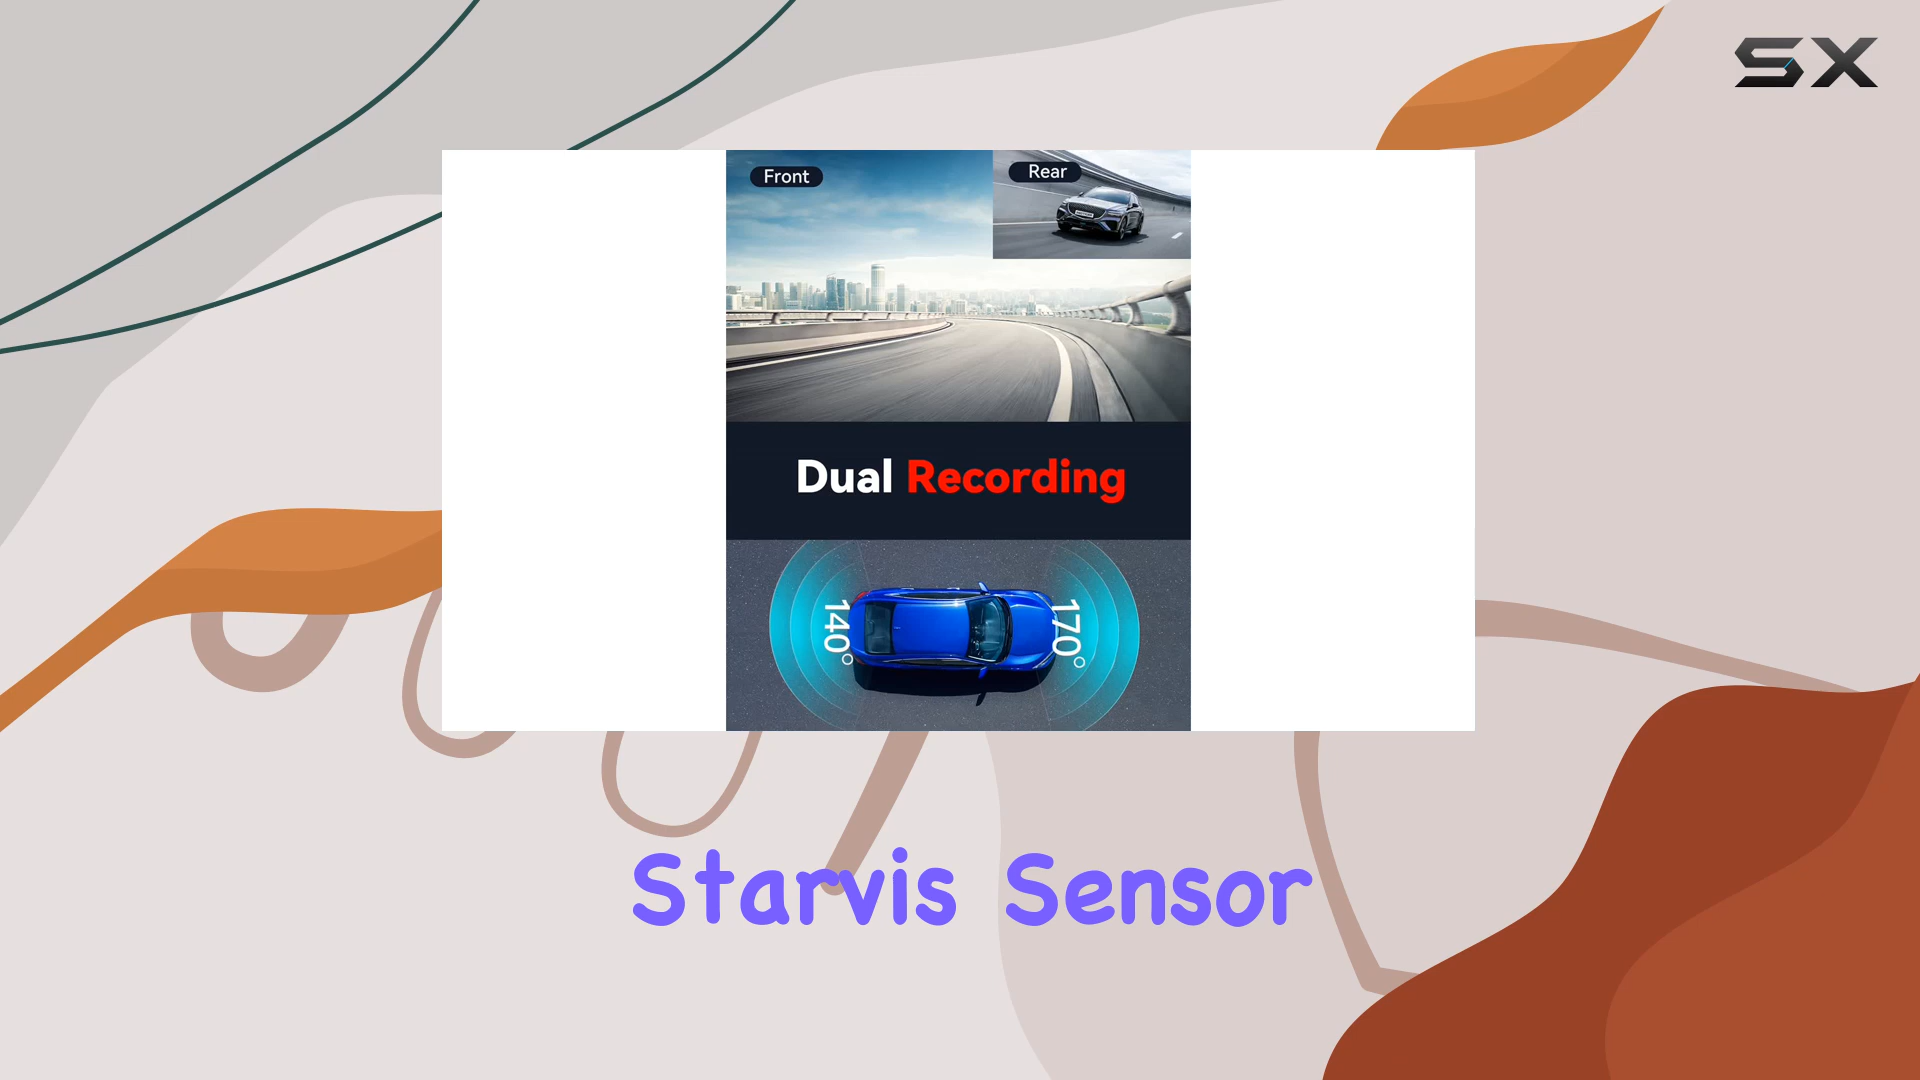 SX
Front
Rear
Dual Recording
140°
170°
Starvis Sensor